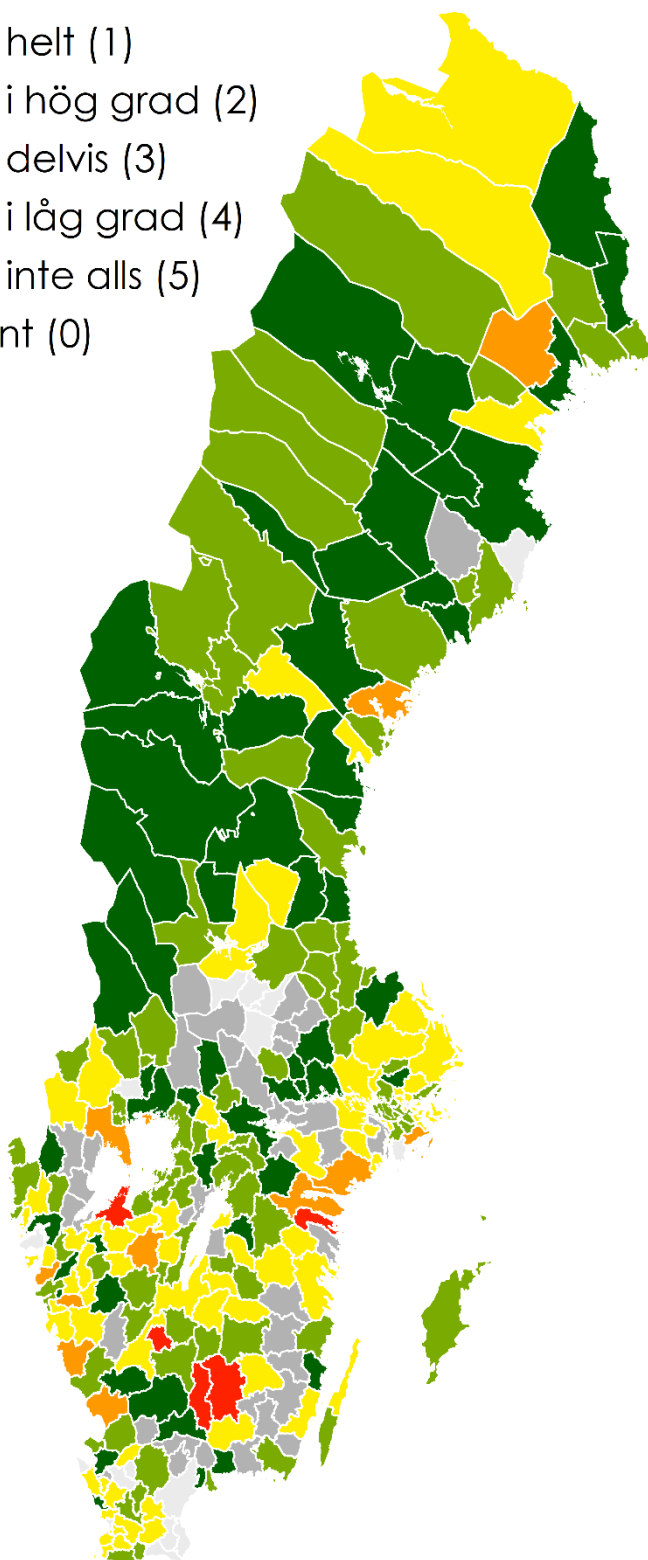 helt (1)
i hög grad (2)
delvis (3)
i låg grad (4)
inte alls (5)
nt (0)